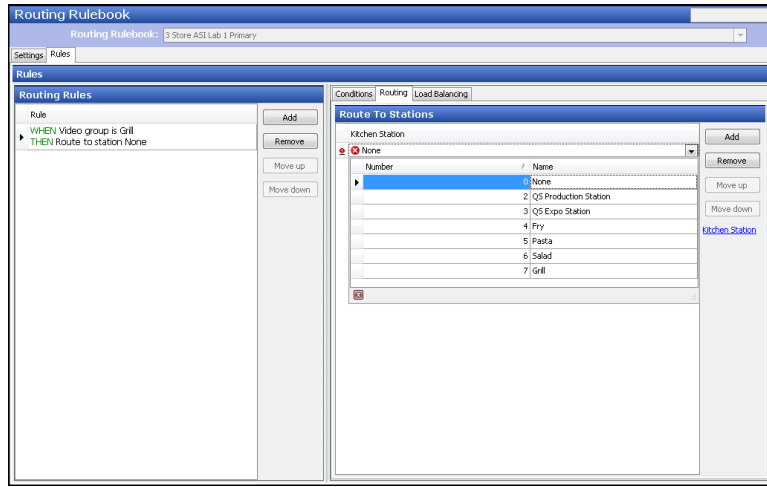 Routing Rulebook
Routing Rulebook: 3 Store ASI Lab 1 Primary
Settings Rules
Rules
Routing Rules
Rule
WHEN Video group is Grill
THEN Route to station None
Add
Remove
Move up
Move down
Conditions Routing Load Balancing
Route To Stations
Kitchen Station
None
Number / Name
0 None
2 QS Production Station
3 QS Expo Station
4 Fry
5 Pasta
6 Salad
7 Grill
Add
Remove
Move up
Move down
Kitchen Station